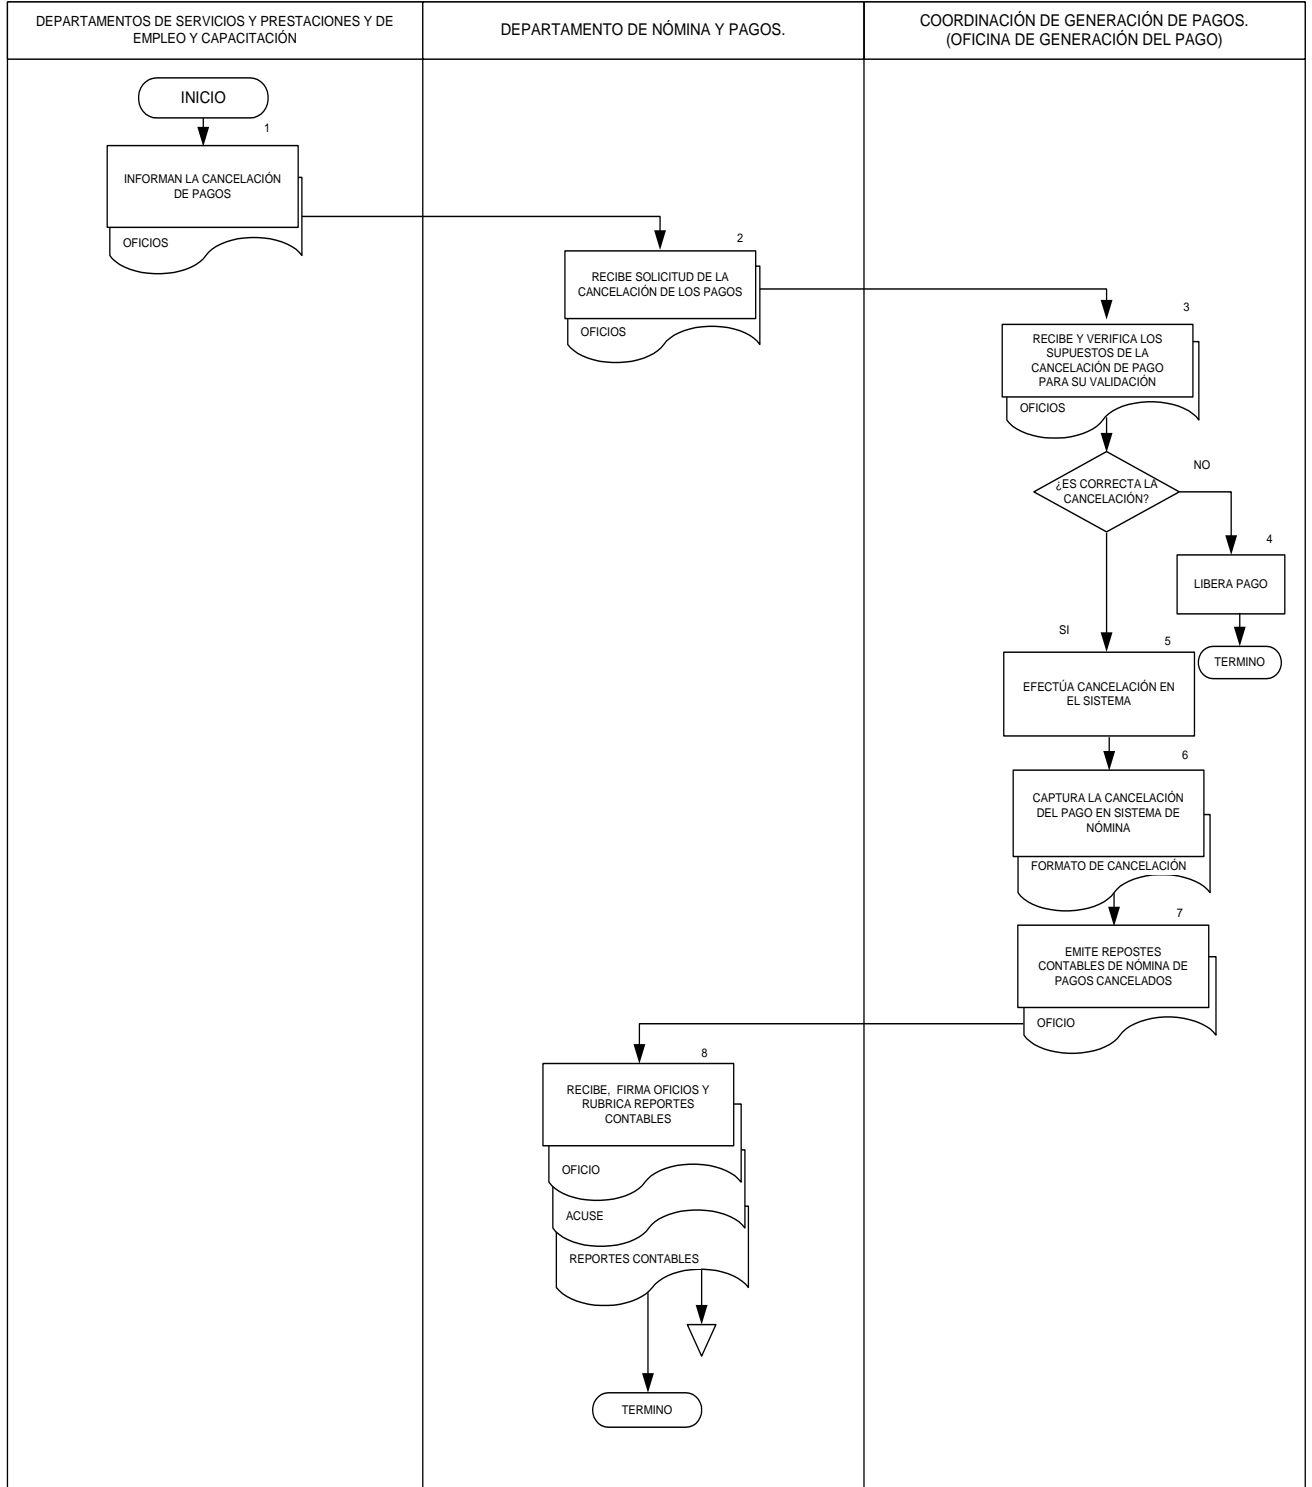 DEPARTAMENTOS DE SERVICIOS Y PRESTACIONES Y DE
EMPLEO Y CAPACITACIÓN
DEPARTAMENTO DE NÓMINA Y PAGOS.
COORDINACIÓN DE GENERACIÓN DE PAGOS.
(OFICINA DE GENERACIÓN DEL PAGO)
INICIO
1
INFORMAN LA CANCELACIÓN
DE PAGOS
OFICIOS
2
RECIBE SOLICITUD DE LA
CANCELACIÓN DE LOS PAGOS
OFICIOS
3
RECIBE Y VERIFICA LOS
SUPUESTOS DE LA
CANCELACIÓN DE PAGO
PARA SU VALIDACIÓN
OFICIOS
¿ES CORRECTA LA
CANCELACIÓN?
NO
4
LIBERA PAGO
TERMINO
SI
5
EFECTÚA CANCELACIÓN EN
EL SISTEMA
6
CAPTURA LA CANCELACIÓN
DEL PAGO EN SISTEMA DE
NÓMINA
FORMATO DE CANCELACIÓN
7
EMITE REPOSTES
CONTABLES DE NÓMINA DE
PAGOS CANCELADOS
OFICIO
8
RECIBE, FIRMA OFICIOS Y
RUBRICA REPORTES
CONTABLES
OFICIO
ACUSE
REPORTES CONTABLES
TERMINO